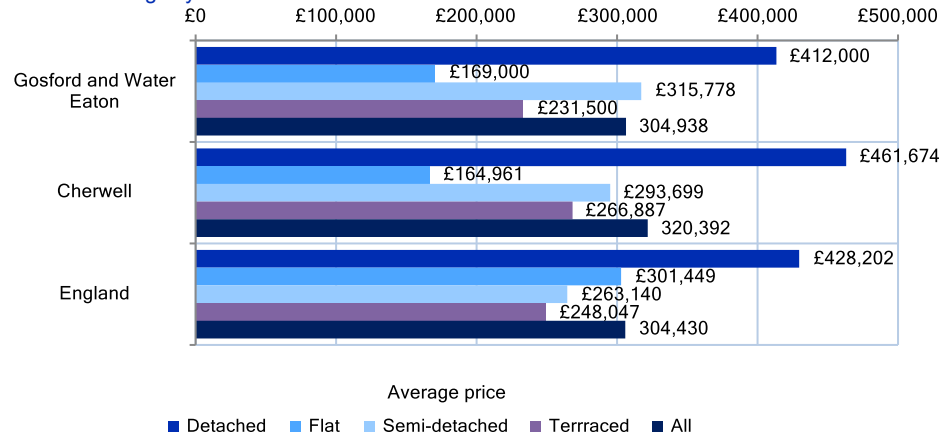 £0 £100,000 £200,000 £300,000 £400,000 £500,000
Gosford and Water
Eaton
£412,000
£169,000
£315,778
£231,500
304,938
Cherwell
£461,674
£164,961
£293,699
£266,887
320,392
England
£428,202
£301,449
£263,140
£248,047
304,430
Average price
Detached Flat Semi-detached Terrraced All